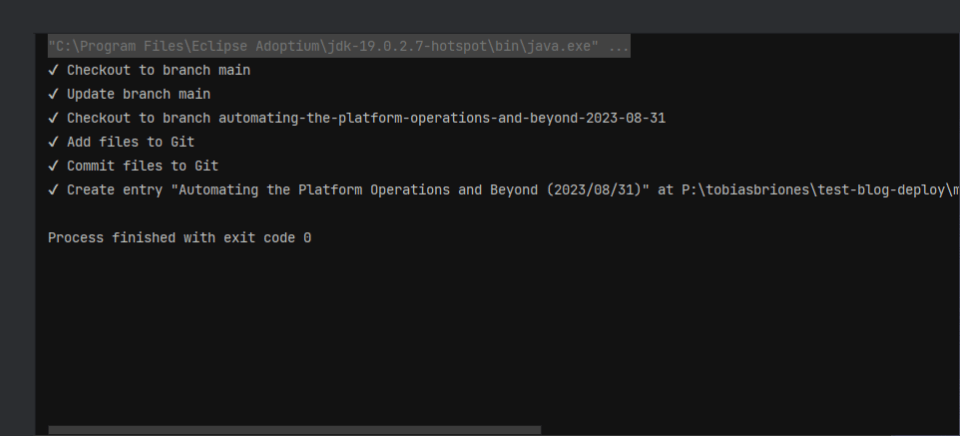 "C:\Program Files\Eclipse Adoptium\jdk-19.0.2.7-hotspot\bin\java.exe" ...
✓ Checkout to branch main
✓ Update branch main
✓ Checkout to branch automating-the-platform-operations-and-beyond-2023-08-31
✓ Add files to Git
✓ Commit files to Git
✓ Create entry "Automating the Platform Operations and Beyond (2023/08/31)" at P:\tobiasbriones\test-blog-deploy\
Process finished with exit code 0